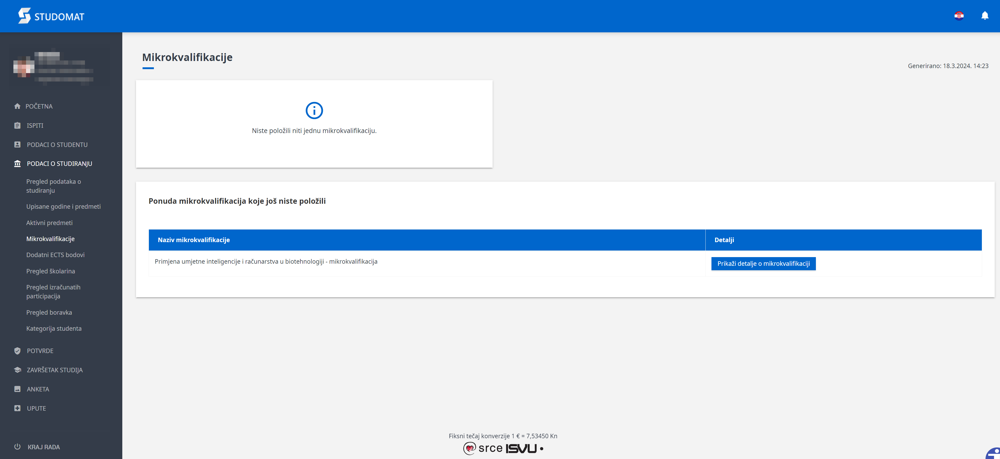 STUDOMAT
POČETNA
ISPITI
PODACI O STUDENTU
PODACI O STUDIRANJU
Pregled podataka o
studiranju
Upisane godine i predmeti
Aktivni predmeti
Mikrokvalifikacije
Dodatni ECTS bodovi
Pregled školarina
Pregled izračunatih
participacija
Pregled boravka
Kategorija studenta
POTVRDE
ZAVRŠETAK STUDIJA
ANKETA
UPUTE
KRAJ RADA
Mikrokvalifikacije
Generirano: 18.3.2024. 14:23
Niste položili niti jednu mikrokvalifikaciju.
Ponuda mikrokvalifikacija koje još niste položili
Naziv mikrokvalifikacije Detalji
Primjena umjetne inteligencije i računarstva u biotehnologiji - mikrokvalifikacija Prikaži detalje o mikrokvalifikaciji
Fiksni tečaj konverzije 1 € = 7,53450 Kn
srce ISVU